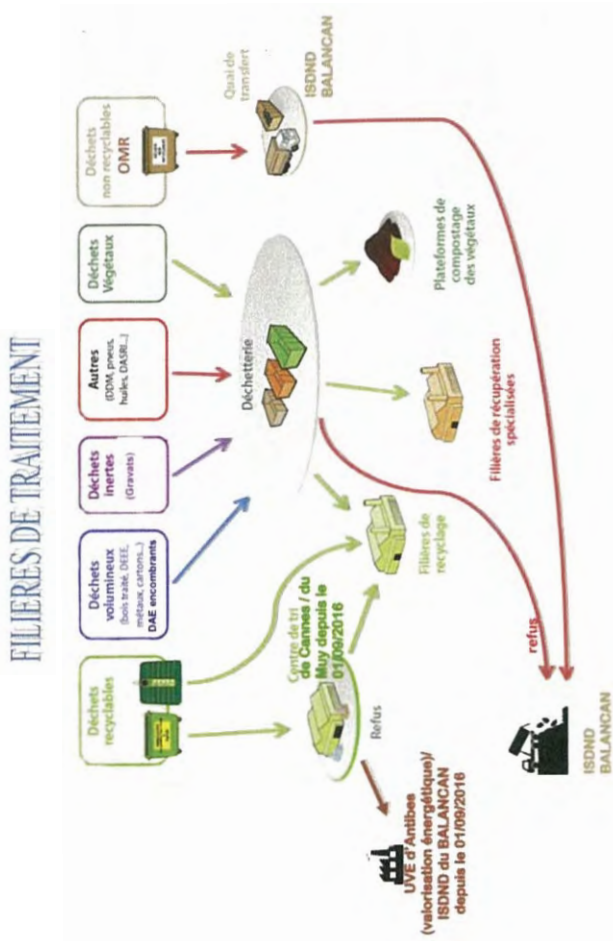 FILIERES DE TRAITEMENT
Déchets
recyclables
Déchets
volumineux
(bois traité, DEEE,
métaux, cartons...)
DAE encombrants
Déchets
inertes
(Gravats)
Autres
(DDM, pneus,
huiles, DASRI...)
Déchets
Végétaux
Déchets
non recyclables
OMR
Déchetterie
Quai de
transfert
ISDND
BALANCAN
Centre de tri
de Cannes / du
Muy depuis le
01/09/2016
Refus
Filières de
recyclage
Filières de récupération
spécialisées
Plateformes de
compostage
des végétaux
UVE d'Antibes
(valorisation énergétique)/
ISDND du BALANCAN
depuis le 01/09/2016
refus
ISDND
BALANCAN